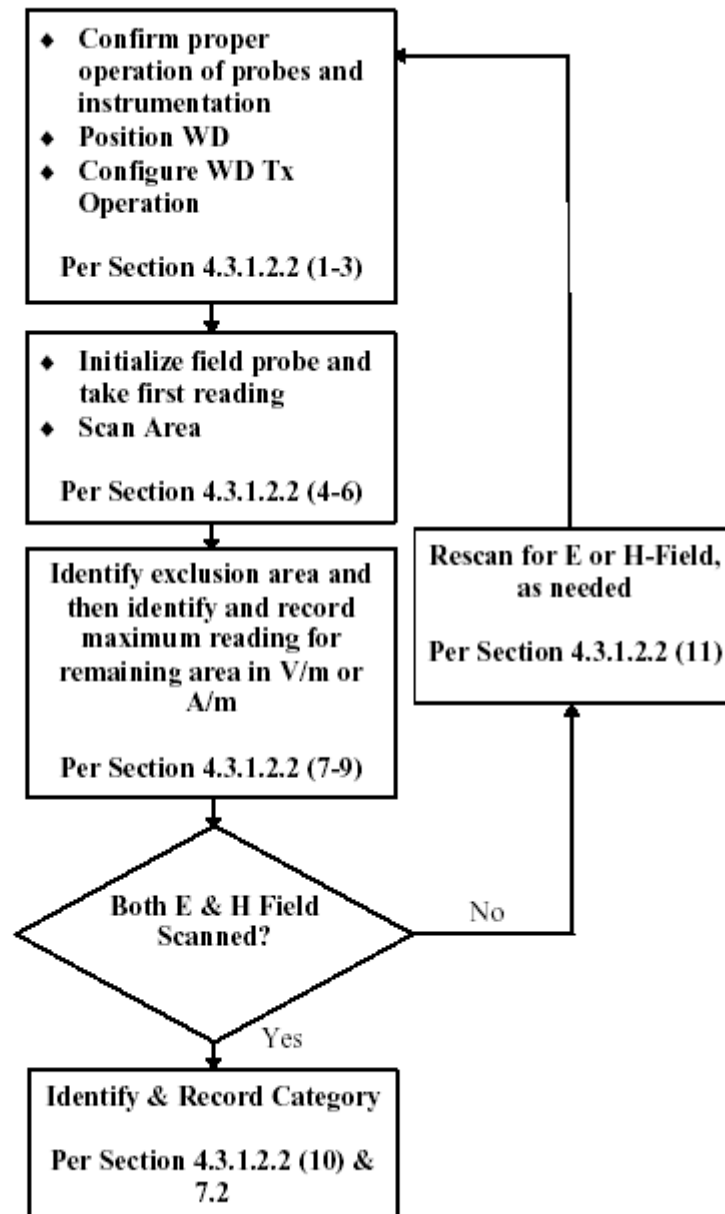 ◆ Confirm proper
operation of probes and
instrumentation
◆ Position WD
◆ Configure WD Tx
Operation
Per Section 4.3.1.2.2 (1-3)
◆ Initialize field probe and
take first reading
◆ Scan Area
Per Section 4.3.1.2.2 (4-6)
Identify exclusion area and
then identify and record
maximum reading for
remaining area in V/m or
A/m
Per Section 4.3.1.2.2 (7-9)
Rescan for E or H-Field,
as needed
Per Section 4.3.1.2.2 (11)
Both E & H Field
Scanned?
No
Yes
Identify & Record Category
Per Section 4.3.1.2.2 (10) &
7.2